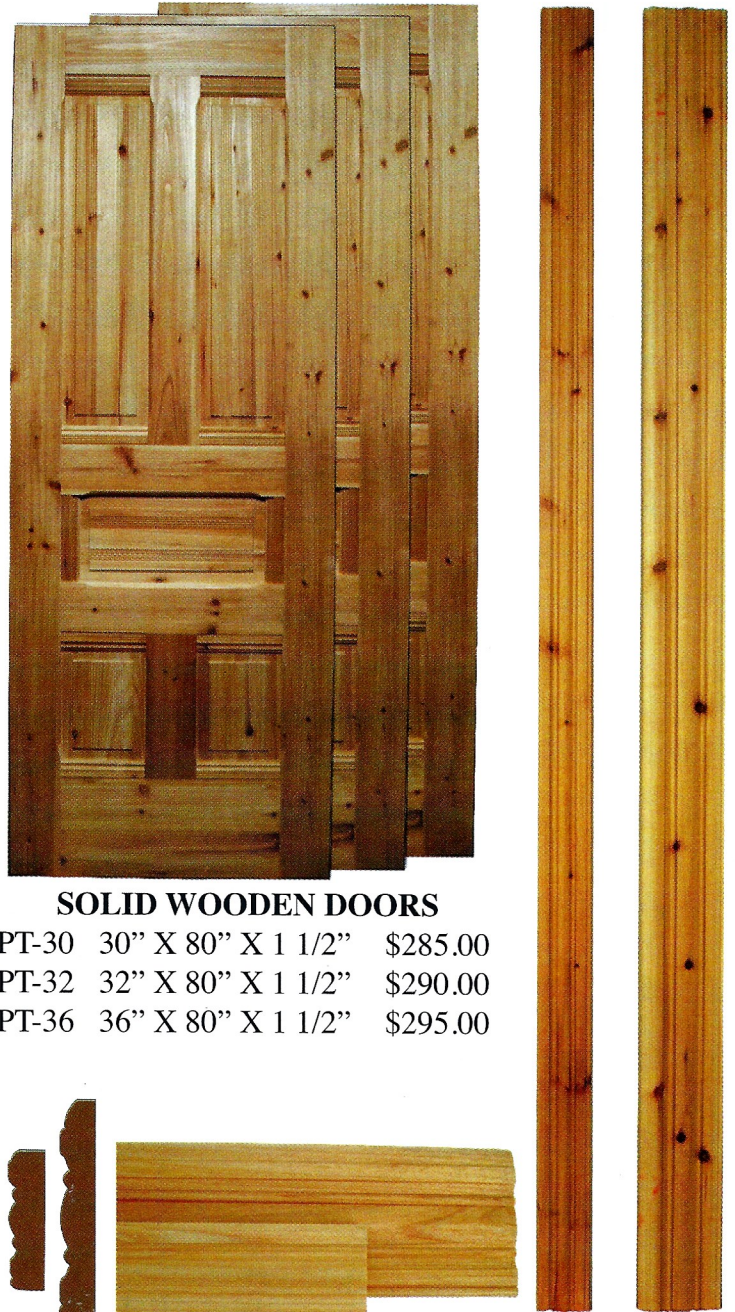 SOLID WOODEN DOORS
PT-30 30” X 80” X 1 1/2” $285.00
PT-32 32” X 80” X 1 1/2” $290.00
PT-36 36” X 80” X 1 1/2” $295.00